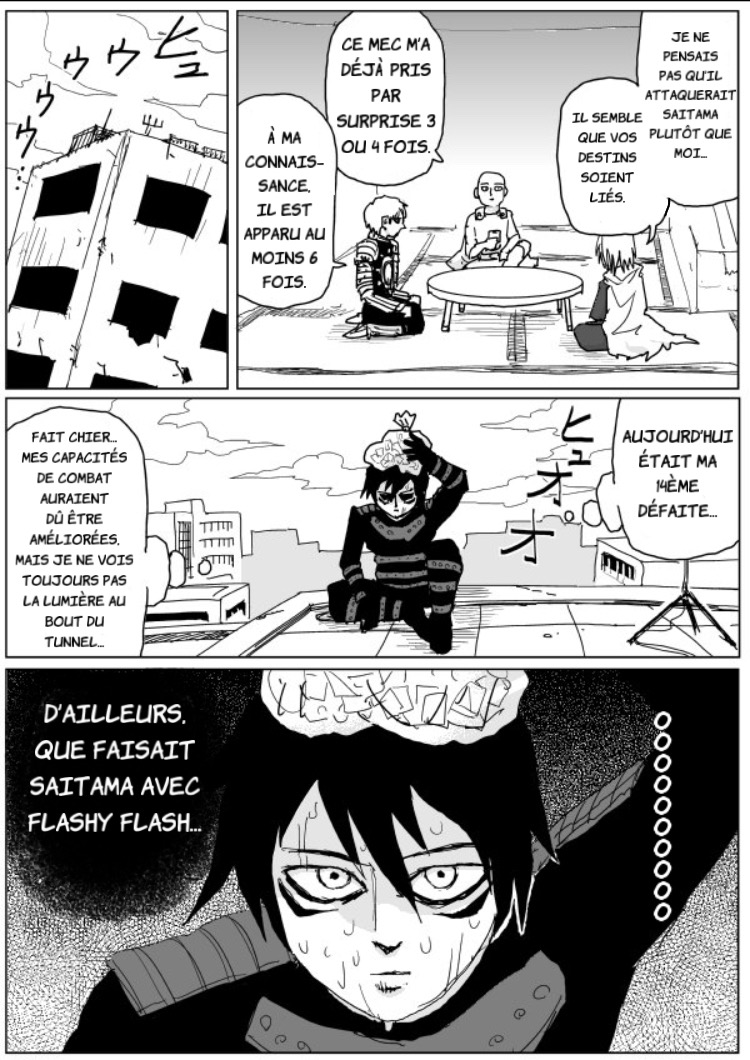 ヒュウウウウ...
JE NE
PENSAIS
PAS QU'IL
ATTAQUERAIT
SAITAMA
PLUTÔT QUE
MOI...
IL SEMBLE
QUE VOS
DESTINS
SOIENT
LIÉS.
CE MEC M'A
DÉJÀ PRIS
PAR
SURPRISE 3
OU 4 FOIS.
À MA
CONNAIS-
SANCE,
IL EST
APPARU AU
MOINS 6
FOIS.
AUJOURD'HUI
ÉTAIT MA
14ÈME
DÉFAITE...
ヒュオ。オ
FAIT CHIER...
MES CAPACITÉS
DE COMBAT
AURAIENT
DÛ ÊTRE
AMÉLIORÉES,
MAIS JE NE VOIS
TOUJOURS PAS
LA LUMIÈRE AU
BOUT DU
TUNNEL...
D'AILLEURS,
QUE FAISAIT
SAITAMA AVEC
FLASHY FLASH...